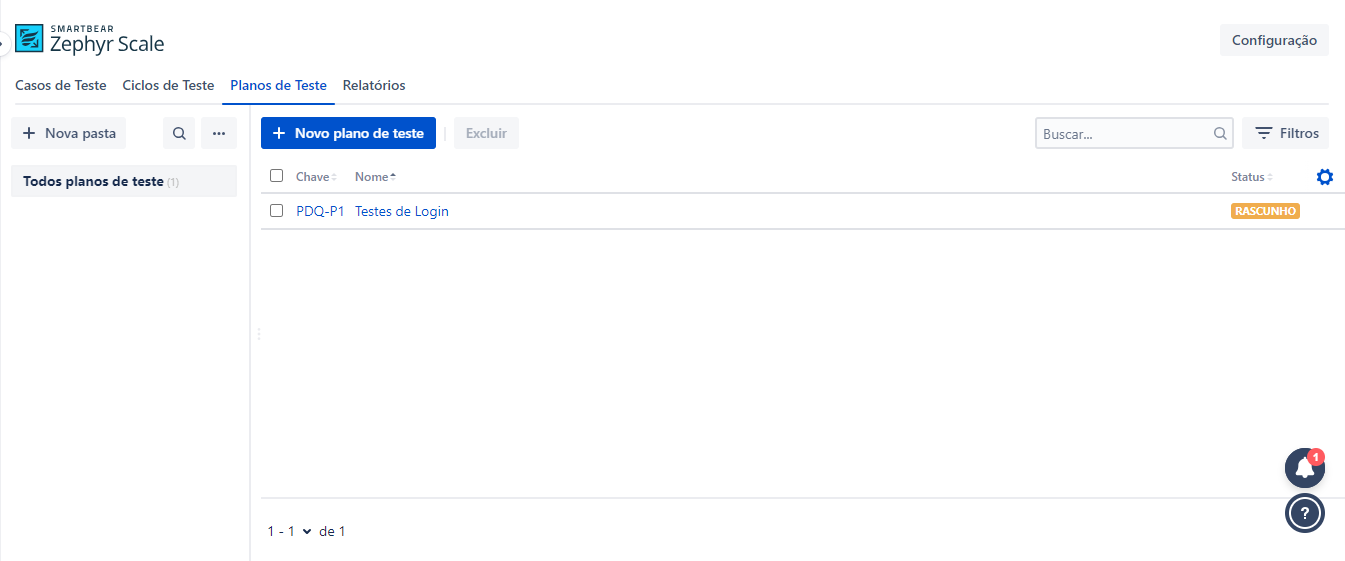 SMARTBEAR
Zephyr Scale
Configuração
Casos de Teste Ciclos de Teste Planos de Teste Relatórios
+ Nova pasta ...
+ Novo plano de teste Excluir Buscar... Filtros
Todos planos de teste (1)
Chave Nome Status
PDQ-P1 Testes de Login RASCUNHO
1
?
1 - 1 de 1